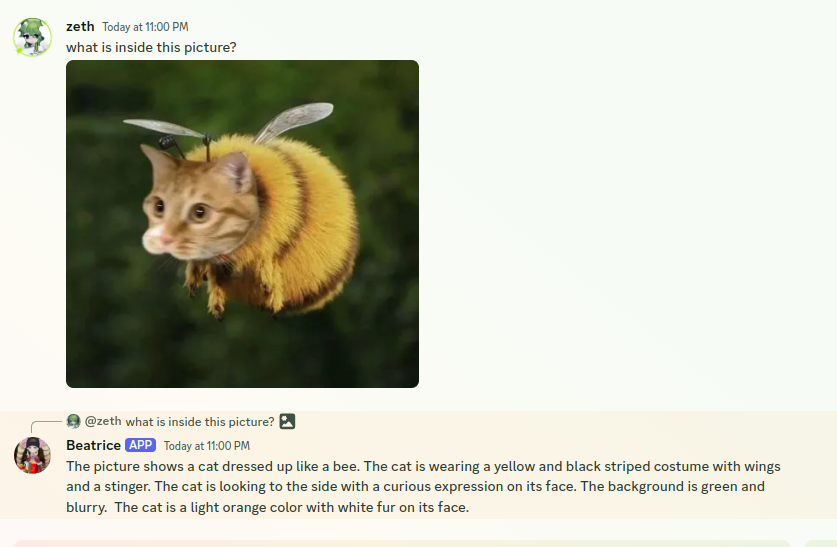 zeth Today at 11:00 PM
what is inside this picture?
@zeth what is inside this picture?
Beatrice APP Today at 11:00 PM
The picture shows a cat dressed up like a bee. The cat is wearing a yellow and black striped costume with wings
and a stinger. The cat is looking to the side with a curious expression on its face. The background is green and
blurry. The cat is a light orange color with white fur on its face.